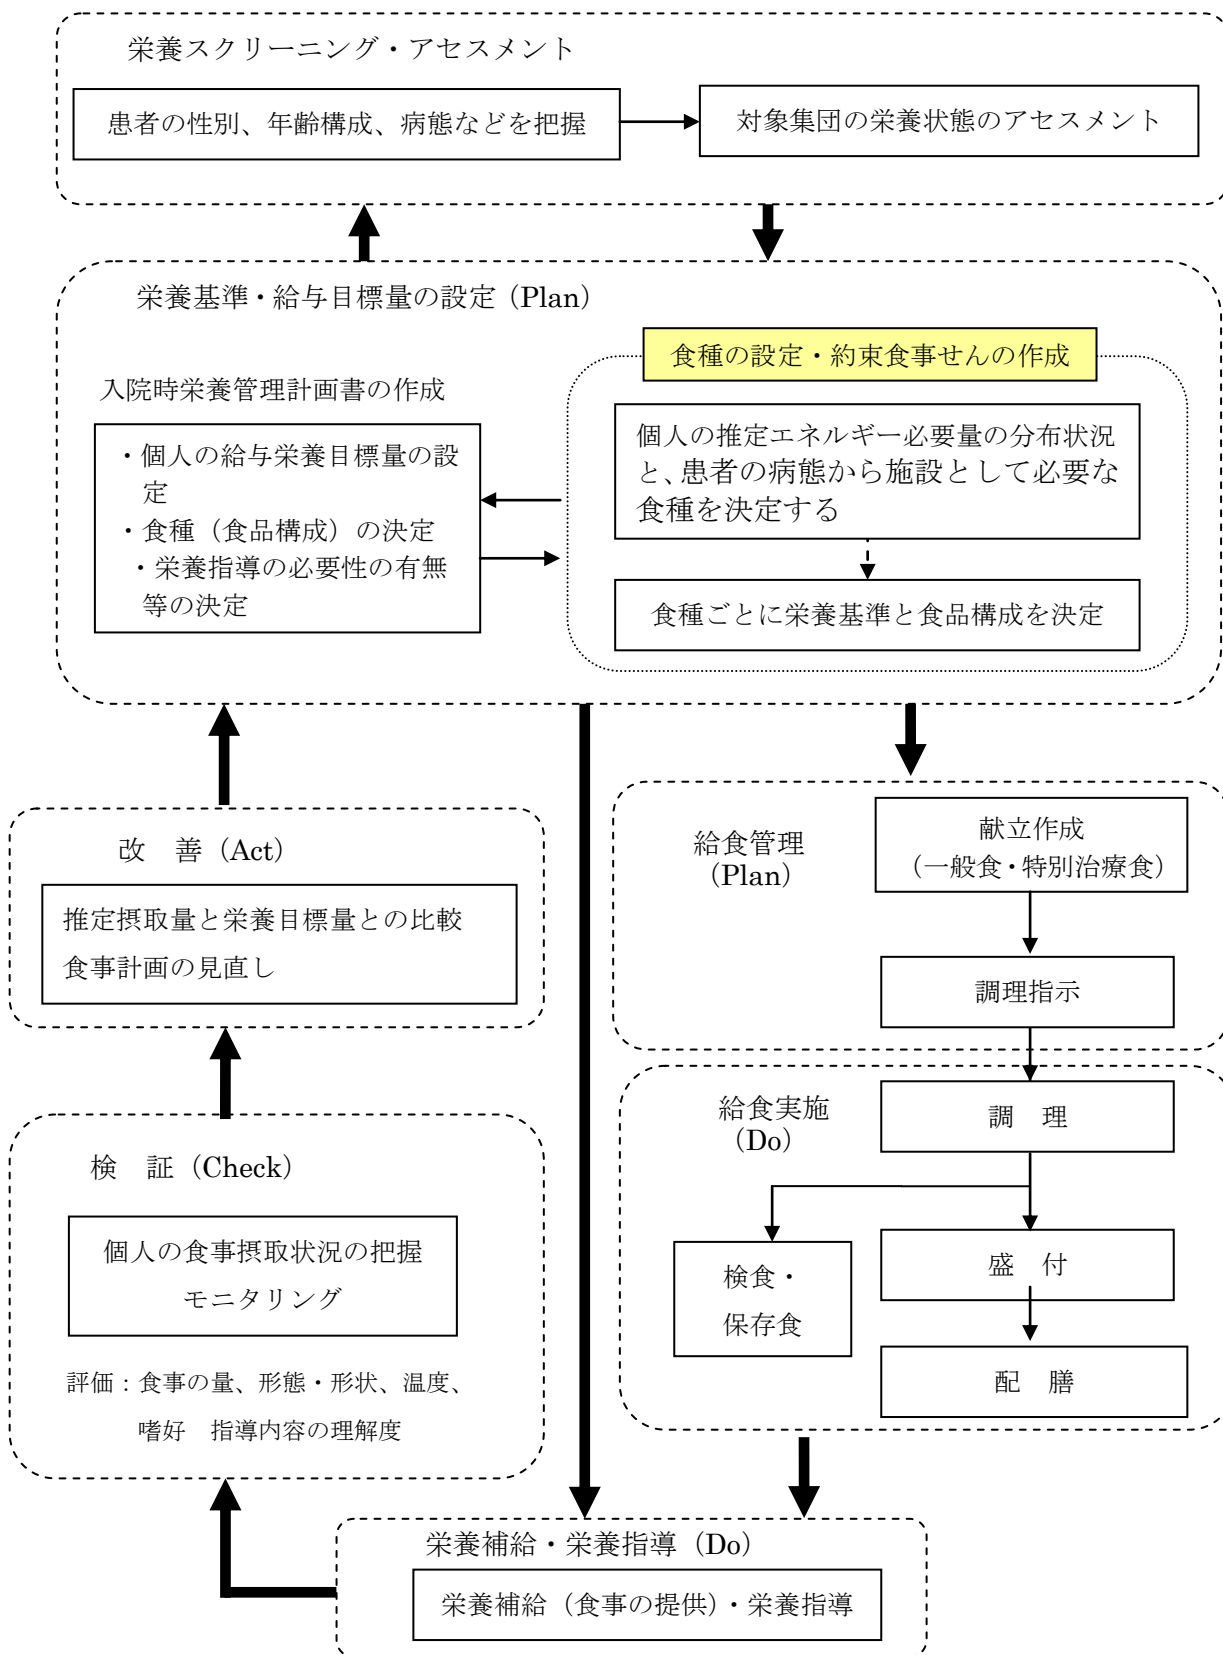 栄養スクリーニング・アセスメント
患者の性別、年齢構成、病態などを把握
対象集団の栄養状態のアセスメント
栄養基準・給与目標量の設定（Plan）
食種の設定・約束食事せんの作成
入院時栄養管理計画書の作成
・個人の給与栄養目標量の設
定
・食種（食品構成）の決定
・栄養指導の必要性の有無
等の決定
個人の推定エネルギー必要量の分布状況
と、患者の病態から施設として必要な
食種を決定する
食種ごとに栄養基準と食品構成を決定
給食管理
（Plan）
献立作成
（一般食・特別治療食）
調理指示
改　善（Act）
推定摂取量と栄養目標量との比較
食事計画の見直し
給食実施
（Do）
調　理
検食・
保存食
盛　付
配　膳
検　証（Check）
個人の食事摂取状況の把握
モニタリング
評価：食事の量、形態・形状、温度、
嗜好　指導内容の理解度
栄養補給・栄養指導（Do）
栄養補給（食事の提供）・栄養指導